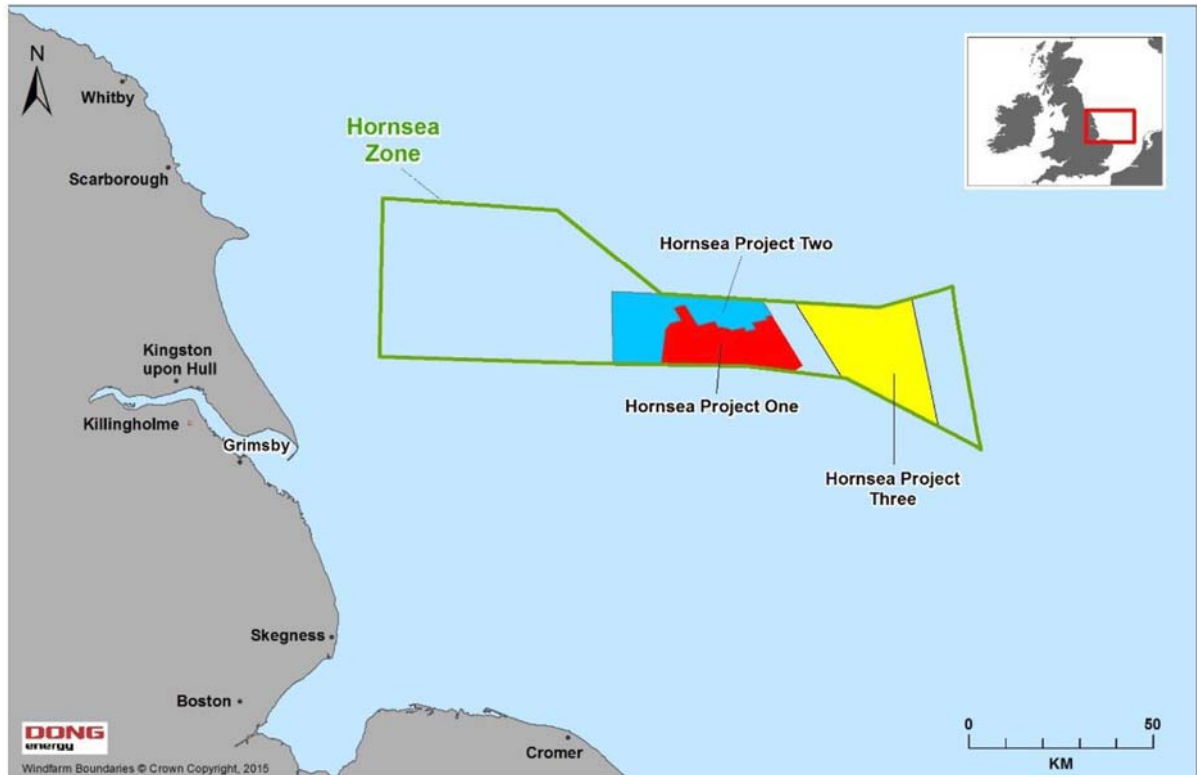 N
Whitby
Scarborough
Hornsea
Zone
Hornsea Project Two
Kingston
upon Hull
Killingholme
Grimsby
Hornsea Project One
Hornsea Project
Three
Skegness
Boston
Cromer
0
50
KM
DONG
energy
Windfarm Boundaries © Crown Copyright, 2015